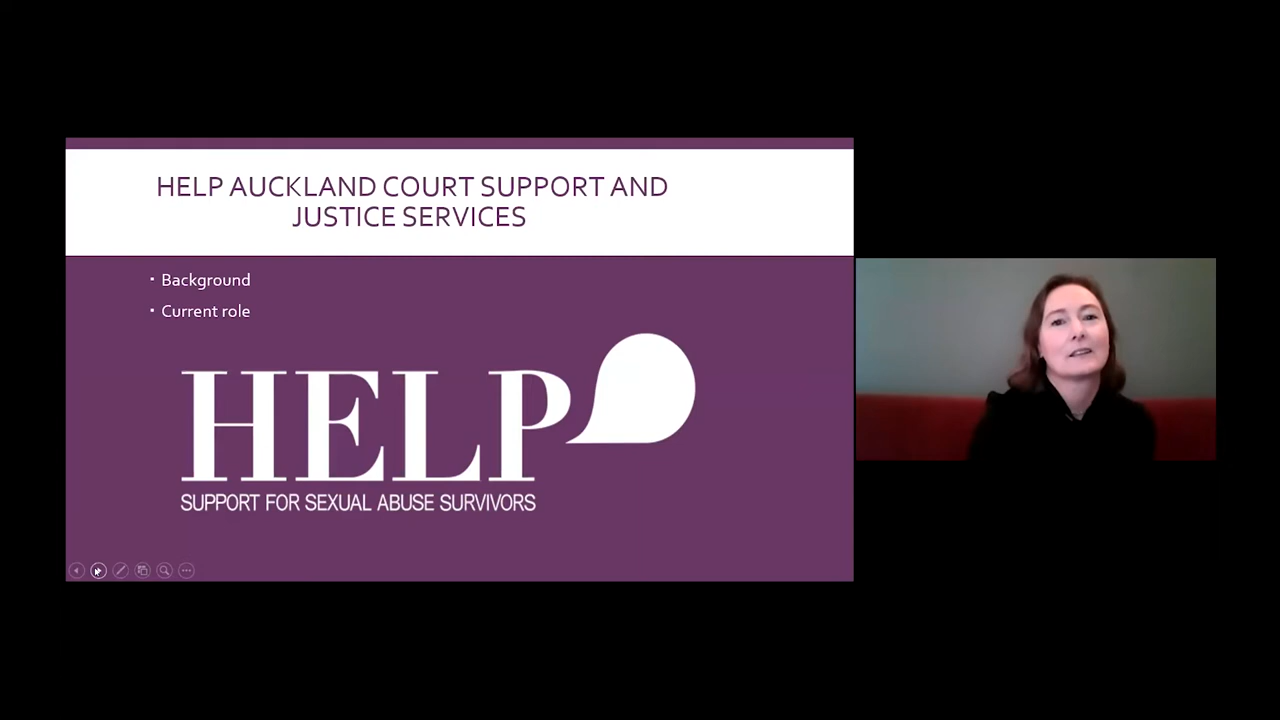 HELP AUCKLAND COURT SUPPORT AND
JUSTICE SERVICES
▪ Background
▪ Current role
HELP
SUPPORT FOR SEXUAL ABUSE SURVIVORS